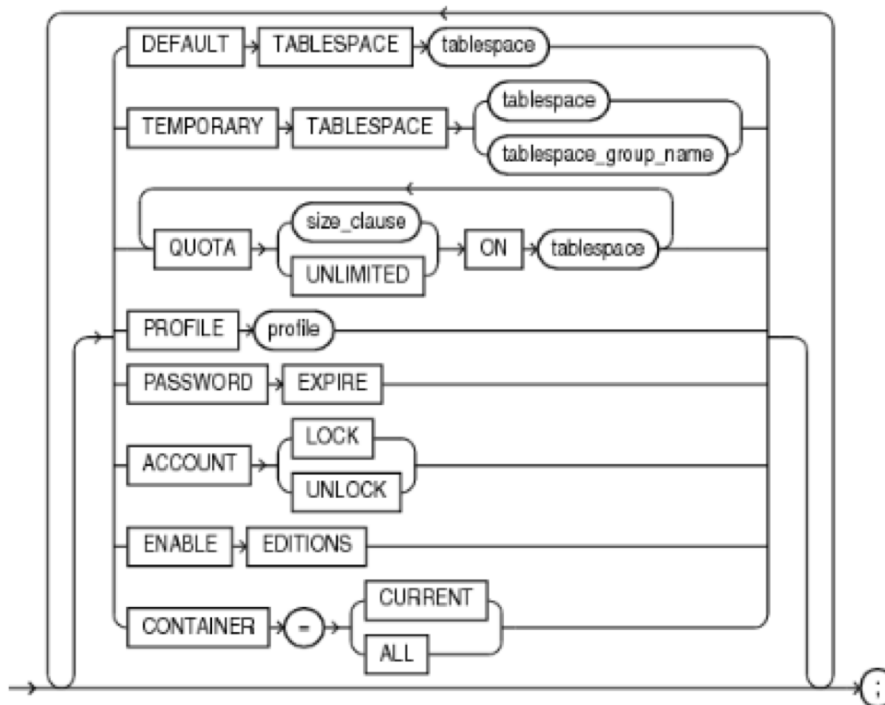 DEFAULT TABLESPACE tablespace
tablespace
TEMPORARY TABLESPACE
tablespace_group_name
size_clause
QUOTA ON tablespace
UNLIMITED
PROFILE profile
PASSWORD EXPIRE
LOCK
ACCOUNT
UNLOCK
ENABLE EDITIONS
CURRENT
CONTAINER =
ALL
;